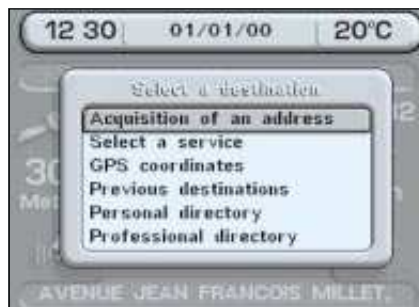 12 30 01/01/00 20°C
Select a destination
Acquisition of an address
Select a service
GPS coordinates
Previous destinations
Personal directory
Professional directory
30
AVENUE JEAN FRANCOIS MILLET